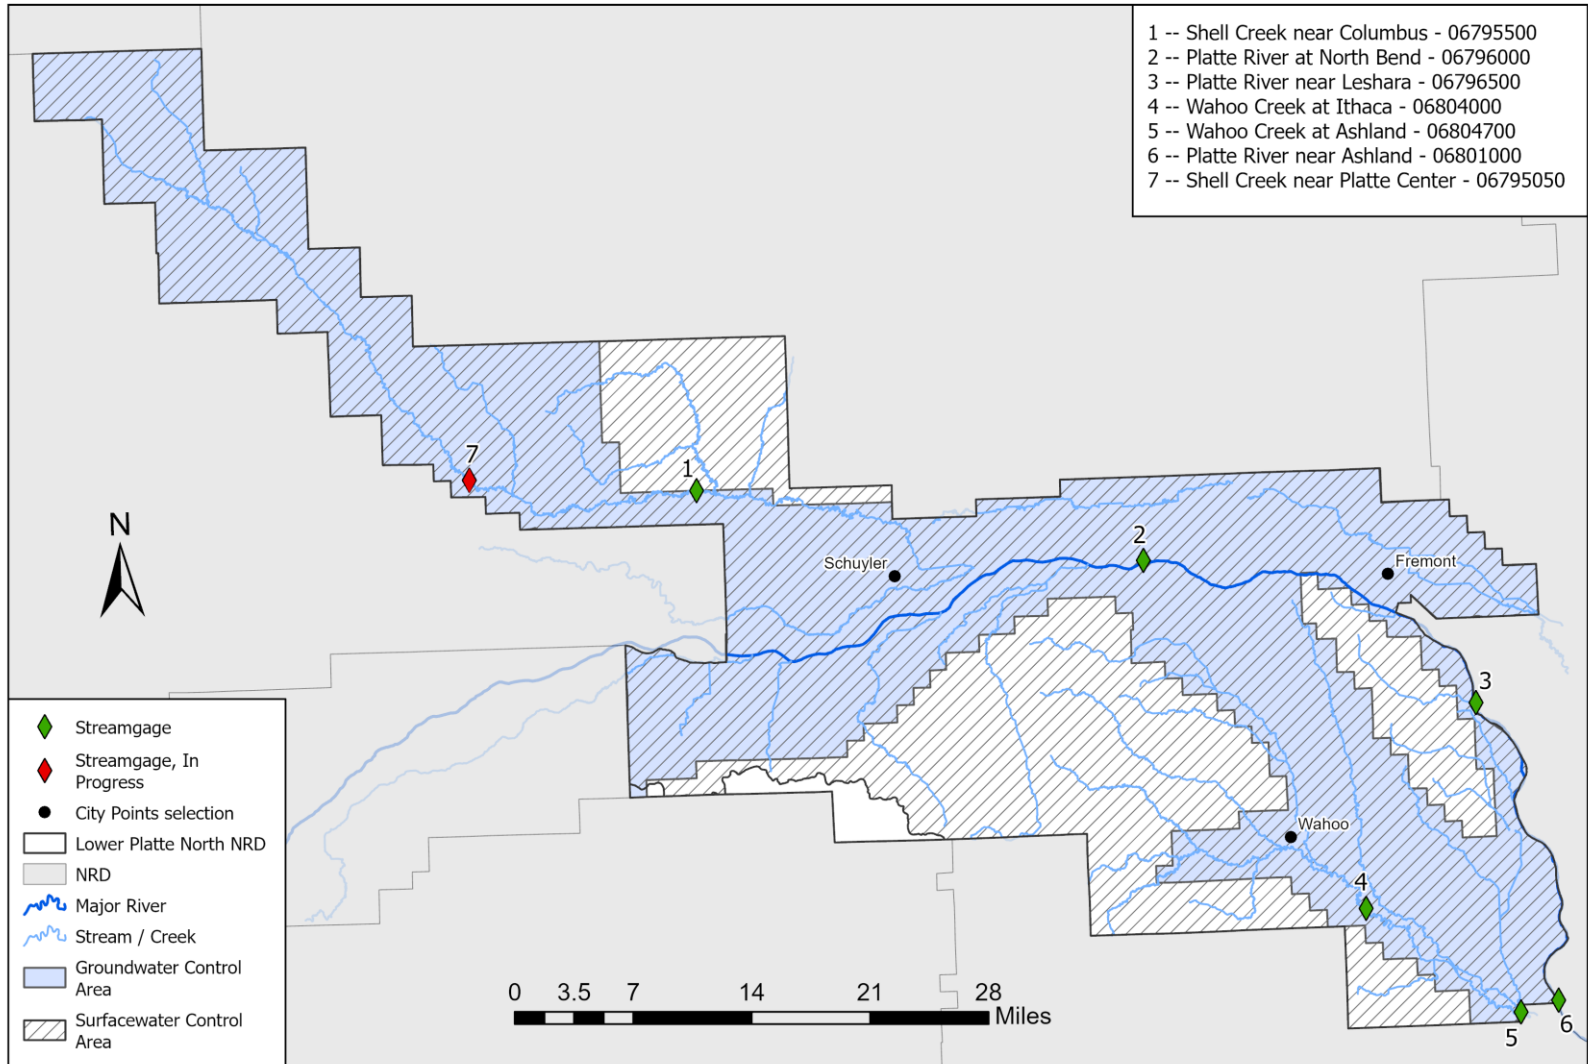 1 -- Shell Creek near Columbus - 06795500
2 -- Platte River at North Bend - 06796000
3 -- Platte River near Leshara - 06796500
4 -- Wahoo Creek at Ithaca - 06804000
5 -- Wahoo Creek at Ashland - 06804700
6 -- Platte River near Ashland - 06801000
7 -- Shell Creek near Platte Center - 06795050
7
1
2
Schuyler
Fremont
N
3
Wahoo
4
5
6
Streamgage
Streamgage, In
Progress
City Points selection
Lower Platte North NRD
NRD
Major River
Stream / Creek
Groundwater Control
Area
Surfacewater Control
Area
0 3.5 7 14 21 28
Miles